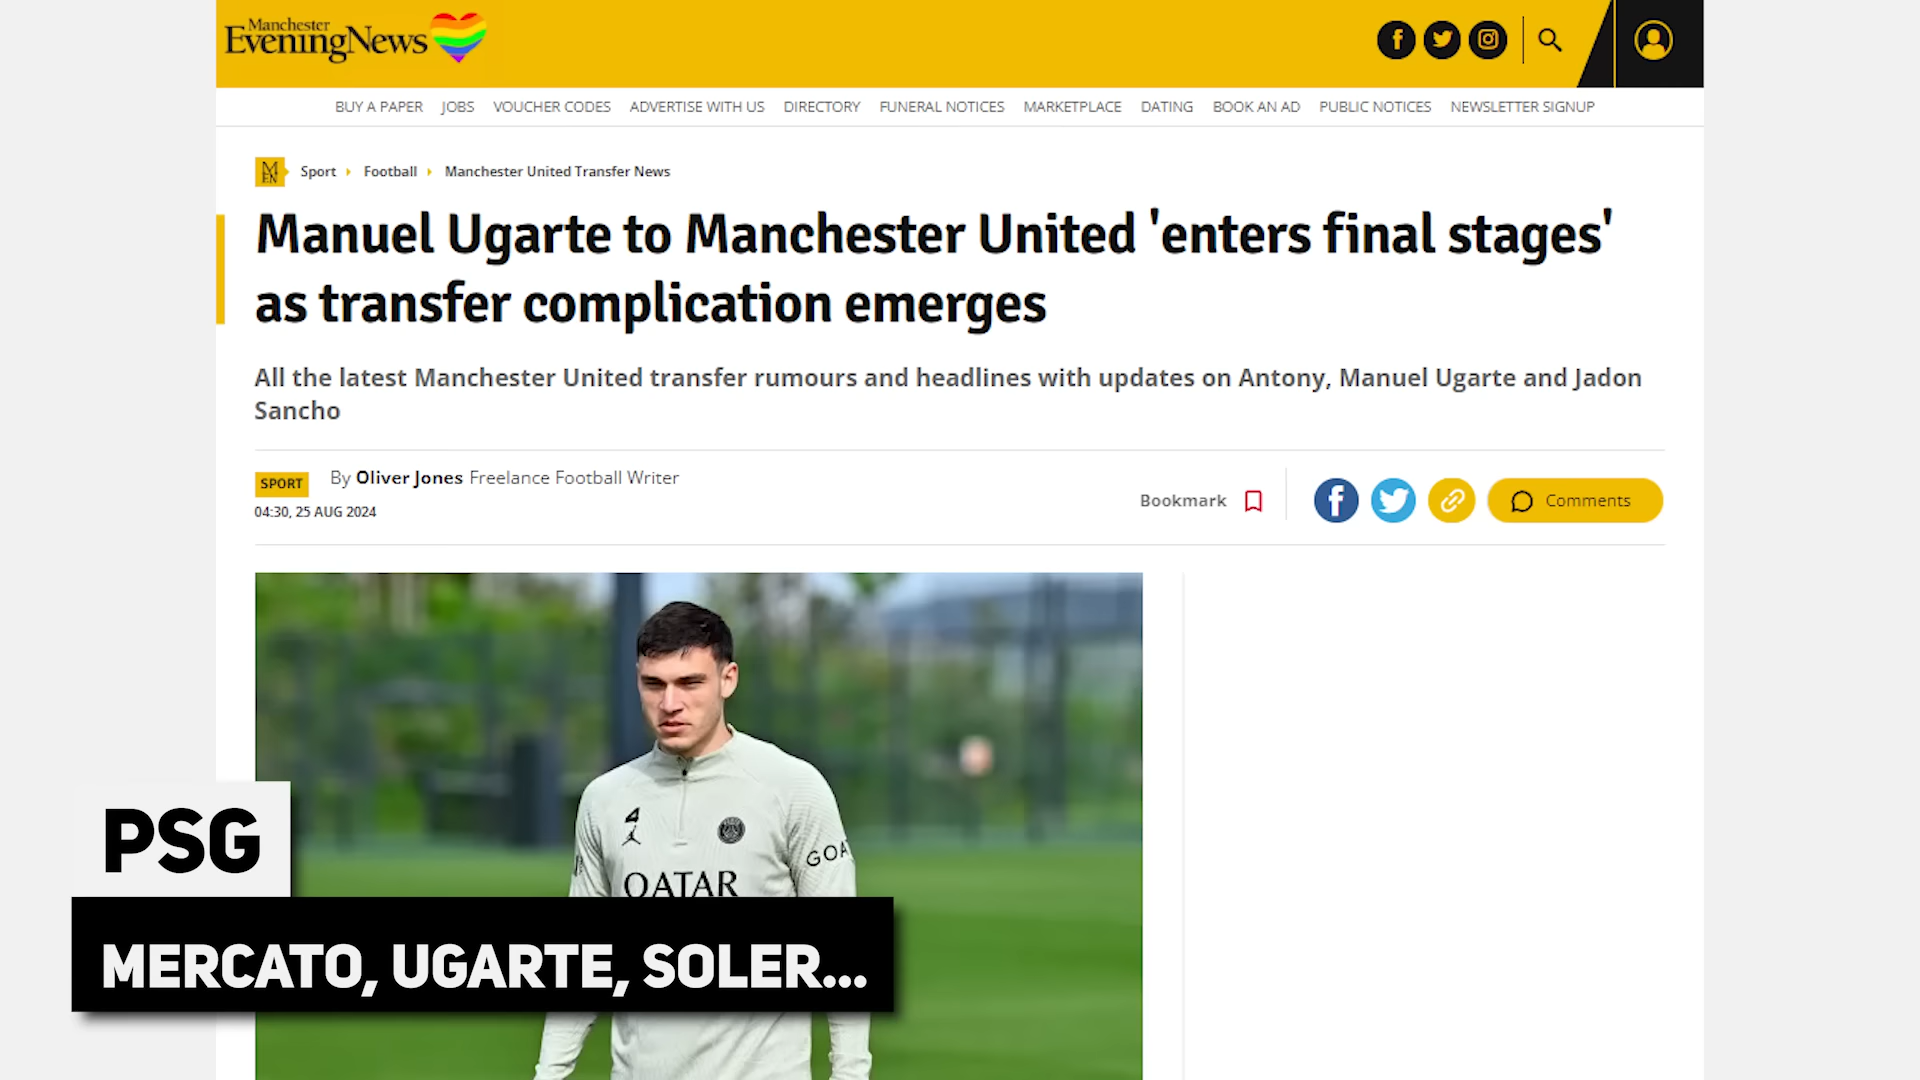 Manchester
EveningNews
BUY A PAPER JOBS VOUCHER CODES ADVERTISE WITH US DIRECTORY FUNERAL NOTICES MARKETPLACE DATING BOOK AN AD PUBLIC NOTICES NEWSLETTER SIGNUP
M
EN
Sport Football Manchester United Transfer News
Manuel Ugarte to Manchester United 'enters final stages'
as transfer complication emerges
All the latest Manchester United transfer rumours and headlines with updates on Antony, Manuel Ugarte and Jadon
Sancho
SPORT
By Oliver Jones Freelance Football Writer
04:30, 25 AUG 2024
Bookmark
Comments
4
GOA
QATAR
PSG
MERCATO, UGARTE, SOLER...